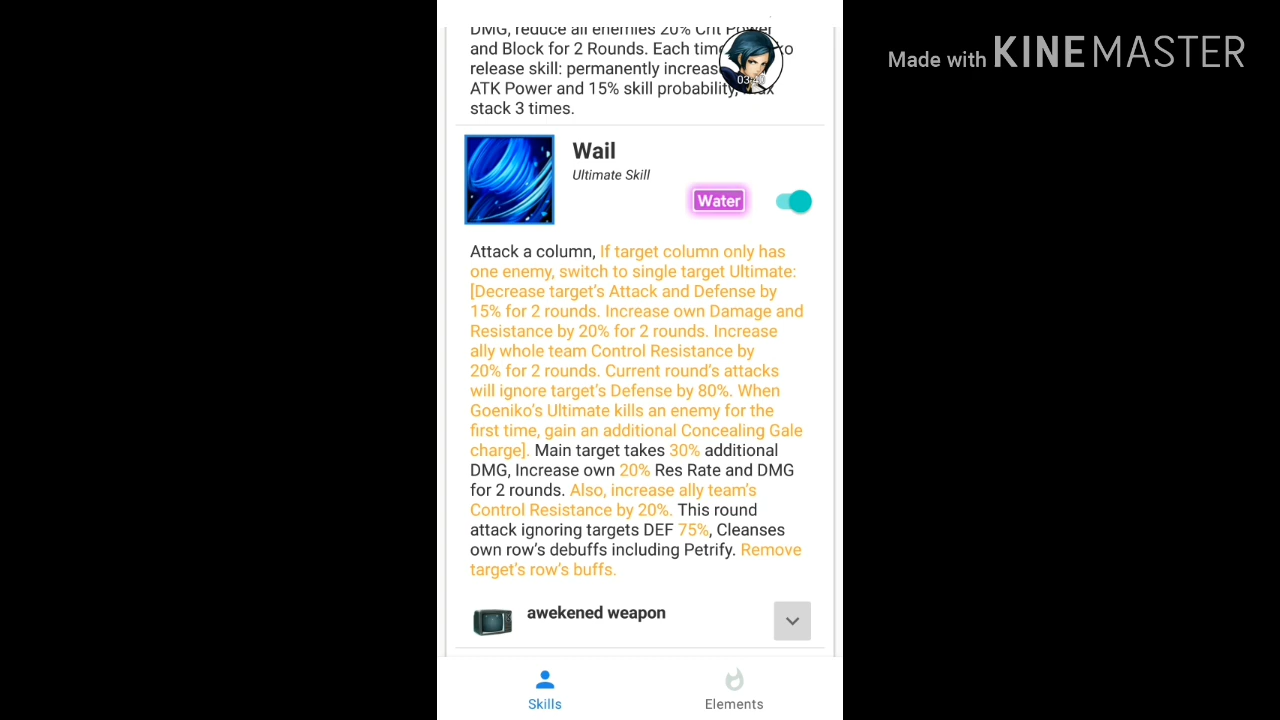 Made with KINEMASTER
DMG, reduce all enemies 20% Crit Power
and Block for 2 Rounds. Each time
release skill: permanently increas
03:4
ATK Power and 15% skill probability,
stack 3 times.
Wail
Ultimate Skill
Water
Attack a column, If target column only has
one enemy, switch to single target Ultimate:
[Decrease target's Attack and Defense by
15% for 2 rounds. Increase own Damage and
Resistance by 20% for 2 rounds. Increase
ally whole team Control Resistance by
20% for 2 rounds. Current round's attacks
will ignore target's Defense by 80%. When
Goeniko's Ultimate kills an enemy for the
first time, gain an additional Concealing Gale
charge]. Main target takes 30% additional
DMG, Increase own 20% Res Rate and DMG
for 2 rounds. Also, increase ally team's
Control Resistance by 20%. This round
attack ignoring targets DEF 75%, Cleanses
own row's debuffs including Petrify. Remove
target's row's buffs.
awekened weapon
Skills
Elements